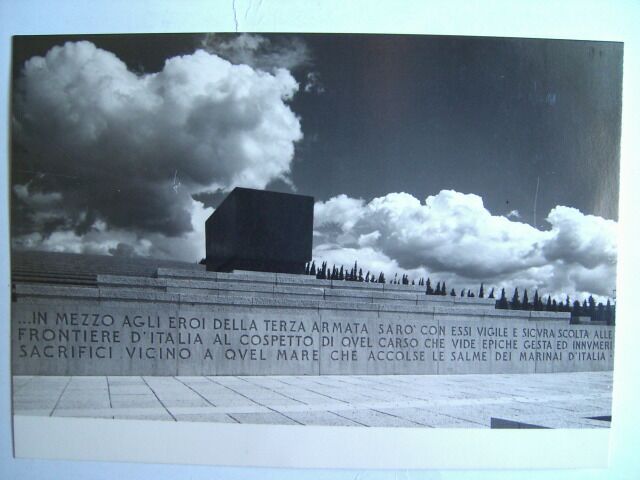 ...IN MEZZO AGLI EROI DELLA TERZA ARMATA SARO' CON ESSI VIGILE E SICVRA SCOLTA ALLE
FRONTIERE D'ITALIA AL COSPETTO DI QVEL CARSO CHE VIDE EPICHE GESTA ED INNVMERI
SACRIFICI VICINO A QVEL MARE CHE ACCOLSE LE SALME DEI MARINAI D'ITALIA